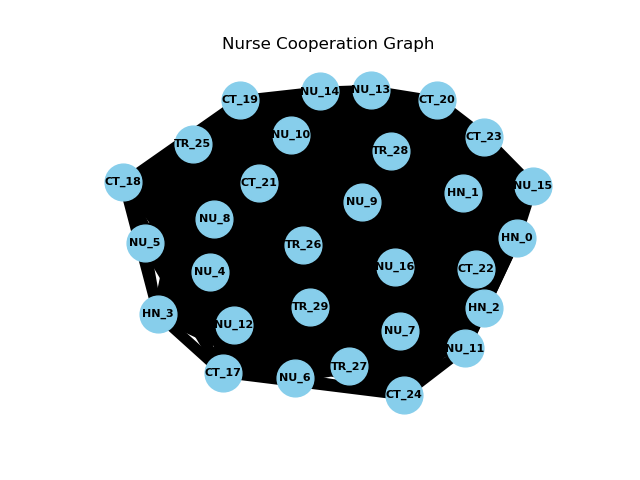 Nurse Cooperation Graph
NU_14
NU_13
CT_19
CT_20
NU_10
CT_23
TR_25
TR_28
CT_18
CT_21
NU_15
HN_1
NU_9
NU_8
HN_0
NU_5
TR_26
NU_16
CT_22
NU_4
TR_29
HN_2
HN_3
NU_12
NU_7
NU_11
TR_27
CT_17
NU_6
CT_24